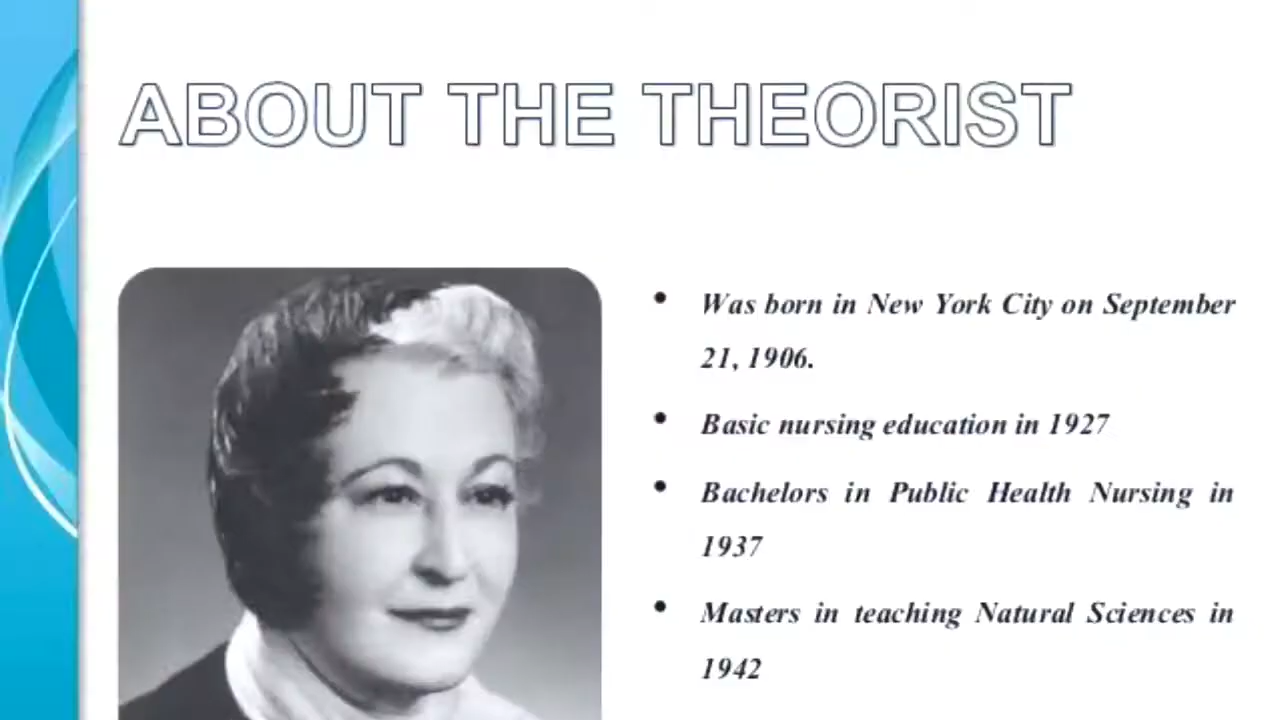 ABOUT THE THEORIST
• Was born in New York City on September
21, 1906.
• Basic nursing education in 1927
• Bachelors in Public Health Nursing in
1937
• Masters in teaching Natural Sciences in
1942